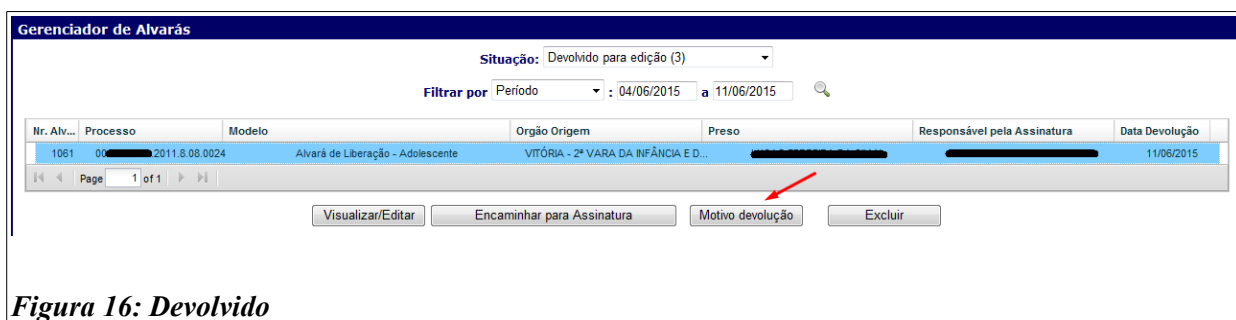 Gerenciador de Alvarás
Situação: Devolvido para edição (3)
Filtrar por Período : 04/06/2015 a 11/06/2015
Nr. Alv... Processo Modelo Orgão Origem Preso Responsável pela Assinatura Data Devolução
1061 00 .2011.8.08.0024 Alvará de Liberação - Adolescente VITÓRIA - 2ª VARA DA INFÂNCIA E D... 11/06/2015
Page 1 of 1
Visualizar/Editar Encaminhar para Assinatura Motivo devolução Excluir
Figura 16: Devolvido